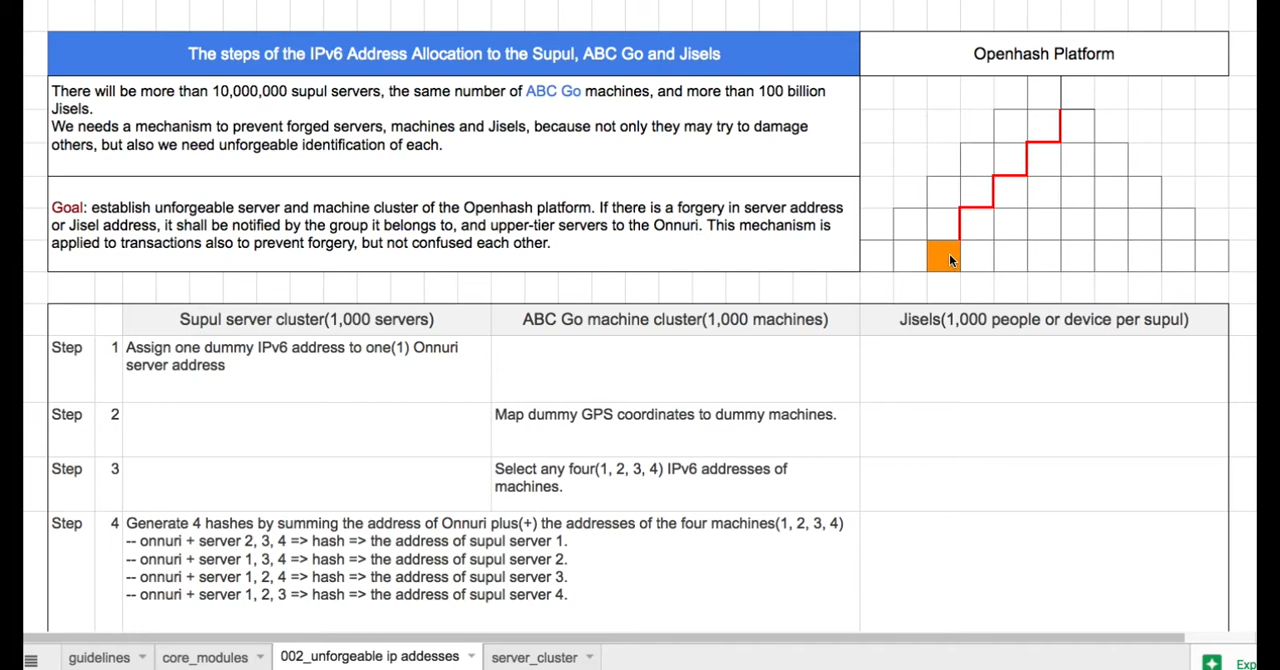 The steps of the IPv6 Address Allocation to the Supul, ABC Go and Jisels
Openhash Platform
There will be more than 10,000,000 supul servers, the same number of ABC Go machines, and more than 100 billion
Jisels.
We needs a mechanism to prevent forged servers, machines and Jisels, because not only they may try to damage
others, but also we need unforgeable identification of each.
Goal: establish unforgeable server and machine cluster of the Openhash platform. If there is a forgery in server address
or Jisel address, it shall be notified by the group it belongs to, and upper-tier servers to the Onnuri. This mechanism is
applied to transactions also to prevent forgery, but not confused each other.
Supul server cluster(1,000 servers)
ABC Go machine cluster(1,000 machines)
Jisels(1,000 people or device per supul)
Step 1 Assign one dummy IPv6 address to one(1) Onnuri
server address
Step 2 Map dummy GPS coordinates to dummy machines.
Step 3 Select any four(1, 2, 3, 4) IPv6 addresses of
machines.
Step 4 Generate 4 hashes by summing the address of Onnuri plus(+) the addresses of the four machines(1, 2, 3, 4)
-- onnuri + server 2, 3, 4 => hash => the address of supul server 1.
-- onnuri + server 1, 3, 4 => hash => the address of supul server 2.
-- onnuri + server 1, 2, 4 => hash => the address of supul server 3.
-- onnuri + server 1, 2, 3 => hash => the address of supul server 4.
guidelines
core_modules
002_unforgeable ip addesses
server_cluster
Exp